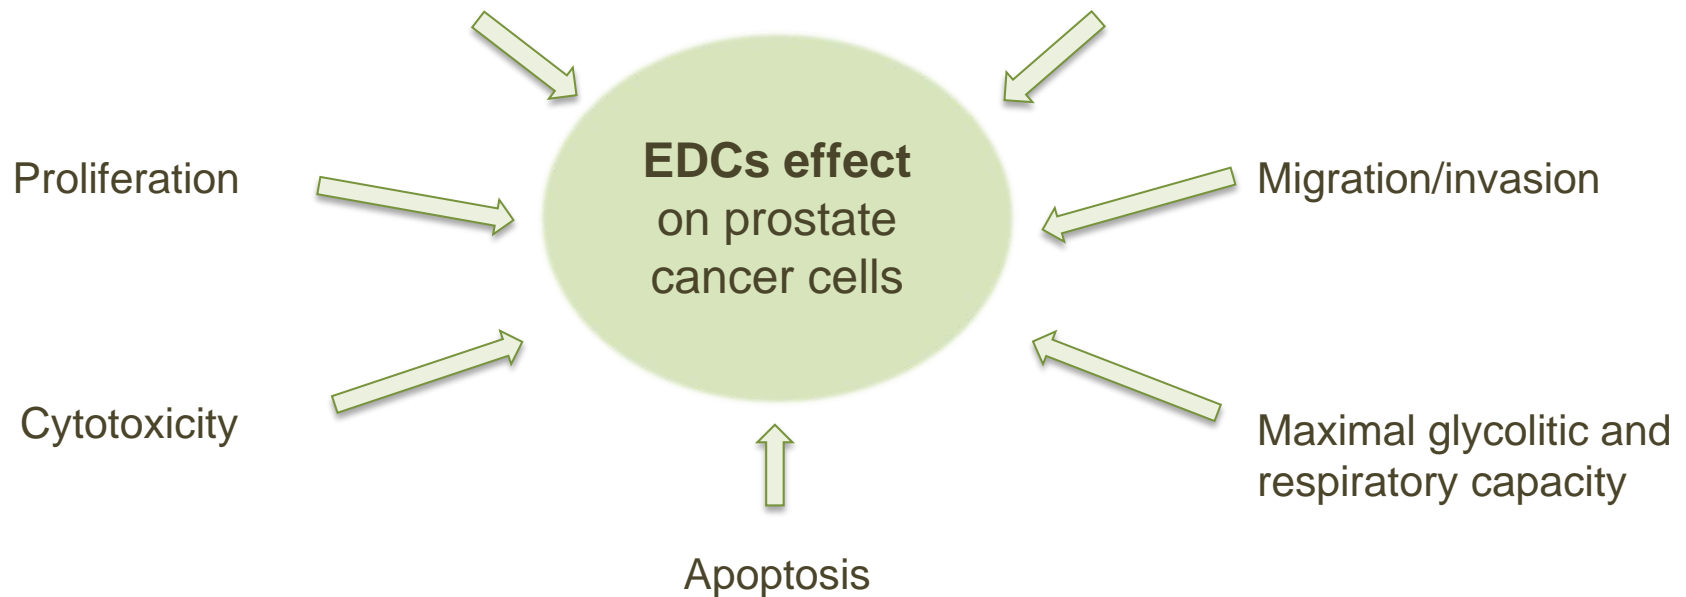 EDCs effect
on prostate
cancer cells
Proliferation
Migration/invasion
Cytotoxicity
Maximal glycolitic and
respiratory capacity
Apoptosis